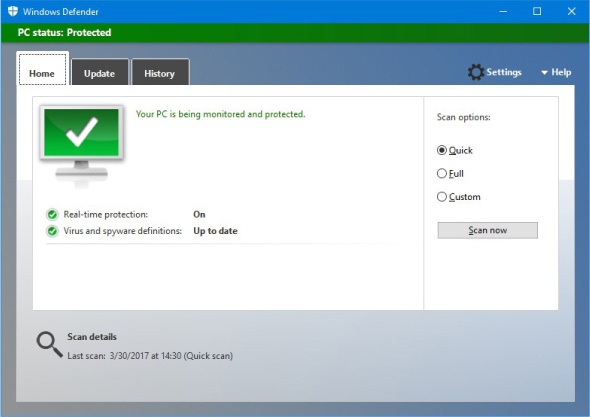 Windows Defender
PC status: Protected
Home
Update
History
Settings
Help
Your PC is being monitored and protected.
Scan options:
Quick
Full
Custom
Real-time protection: On
Virus and spyware definitions: Up to date
Scan now
Scan details
Last scan: 3/30/2017 at 14:30 (Quick scan)